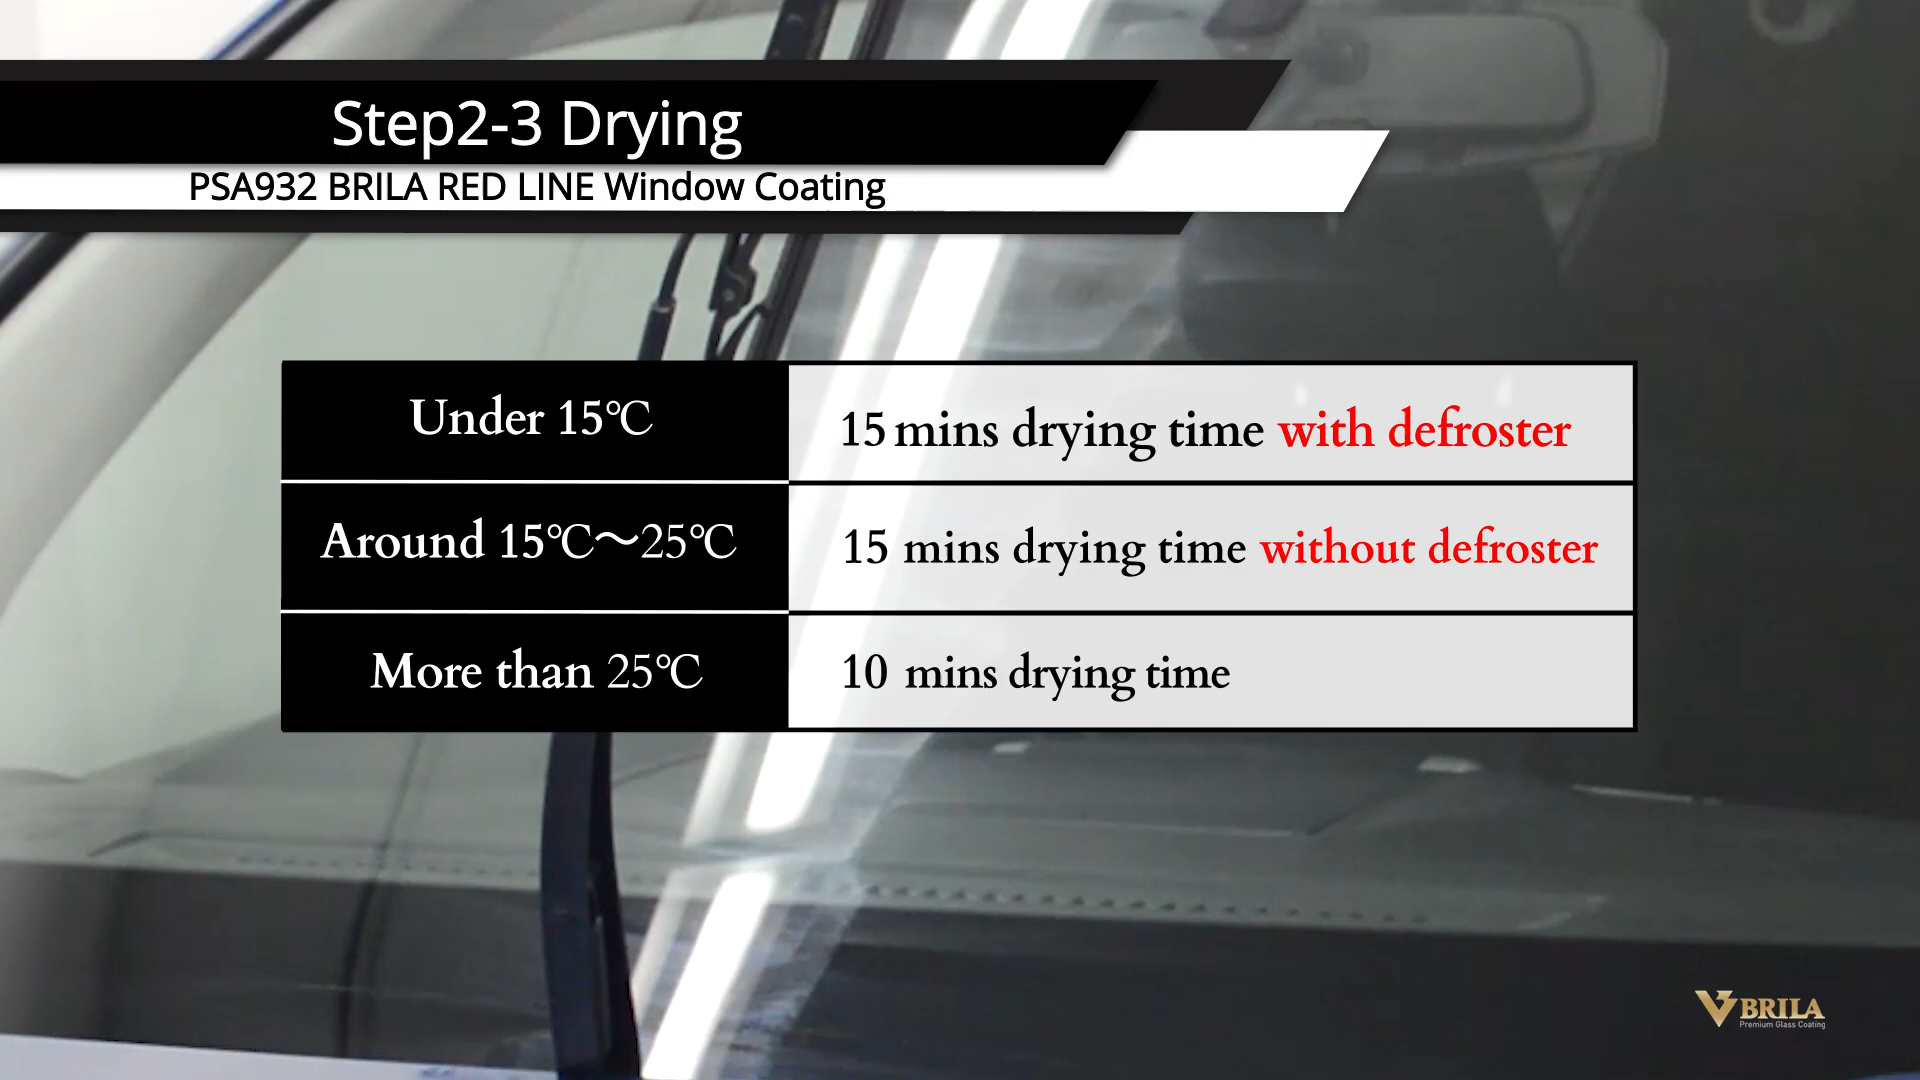 Step2-3 Drying
PSA932 BRILA RED LINE Window Coating
Under 15℃
15 mins drying time with defroster
Around 15℃～25℃
15 mins drying time without defroster
More than 25℃
10 mins drying time
BRILA
Premium Glass Coating